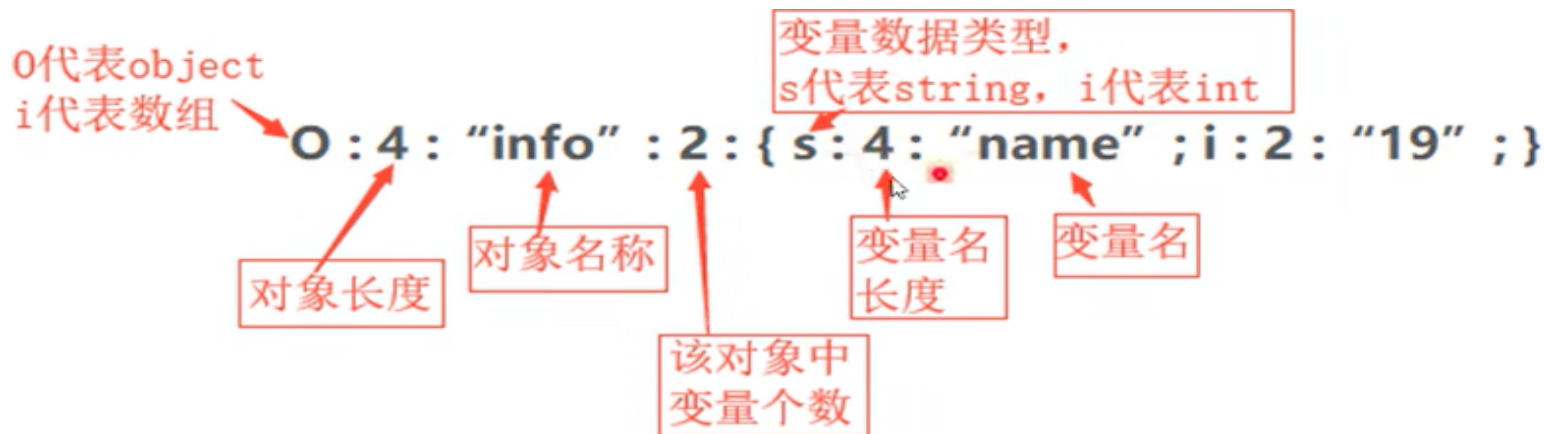 O代表object
i代表数组
变量数据类型，
s代表string，i代表int
O : 4 : “info” : 2 : { s : 4 : “name” ; i : 2 : “19” ; }
对象长度
对象名称
该对象中
变量个数
变量名
长度
变量名